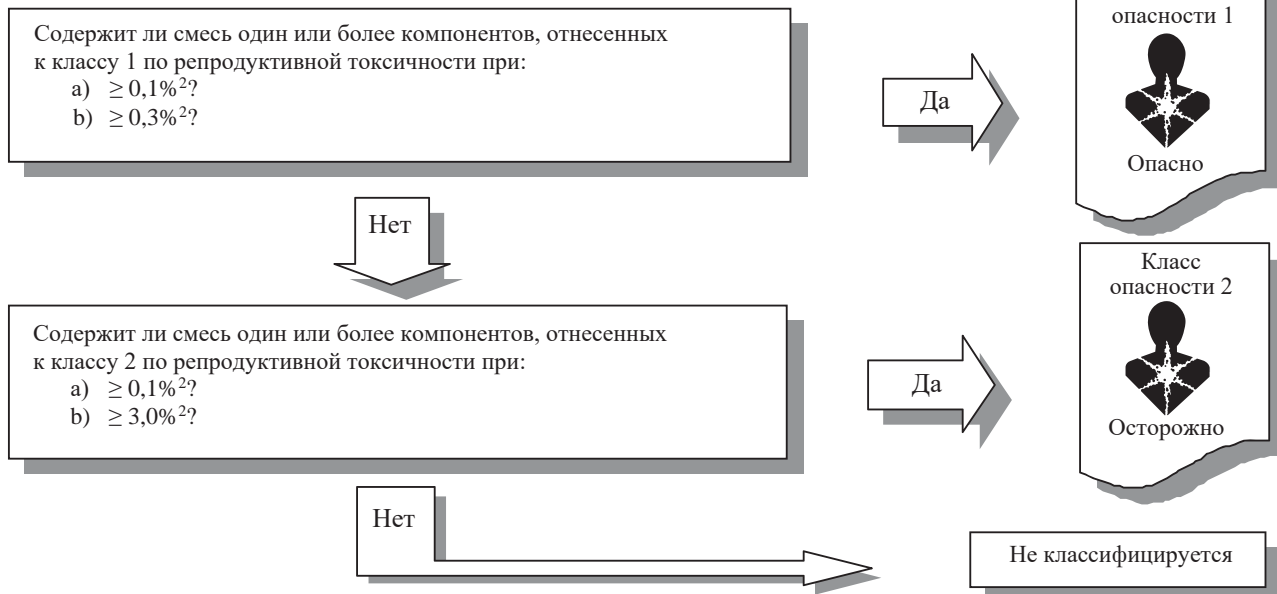 опасности 1
Содержит ли смесь один или более компонентов, отнесенных
к классу 1 по репродуктивной токсичности при:
a) ≥ 0,1%²?
b) ≥ 0,3%²?
Да
Опасно
Нет
Класс
опасности 2
Содержит ли смесь один или более компонентов, отнесенных
к классу 2 по репродуктивной токсичности при:
a) ≥ 0,1%²?
b) ≥ 3,0%²?
Да
Осторожно
Нет
Не классифицируется